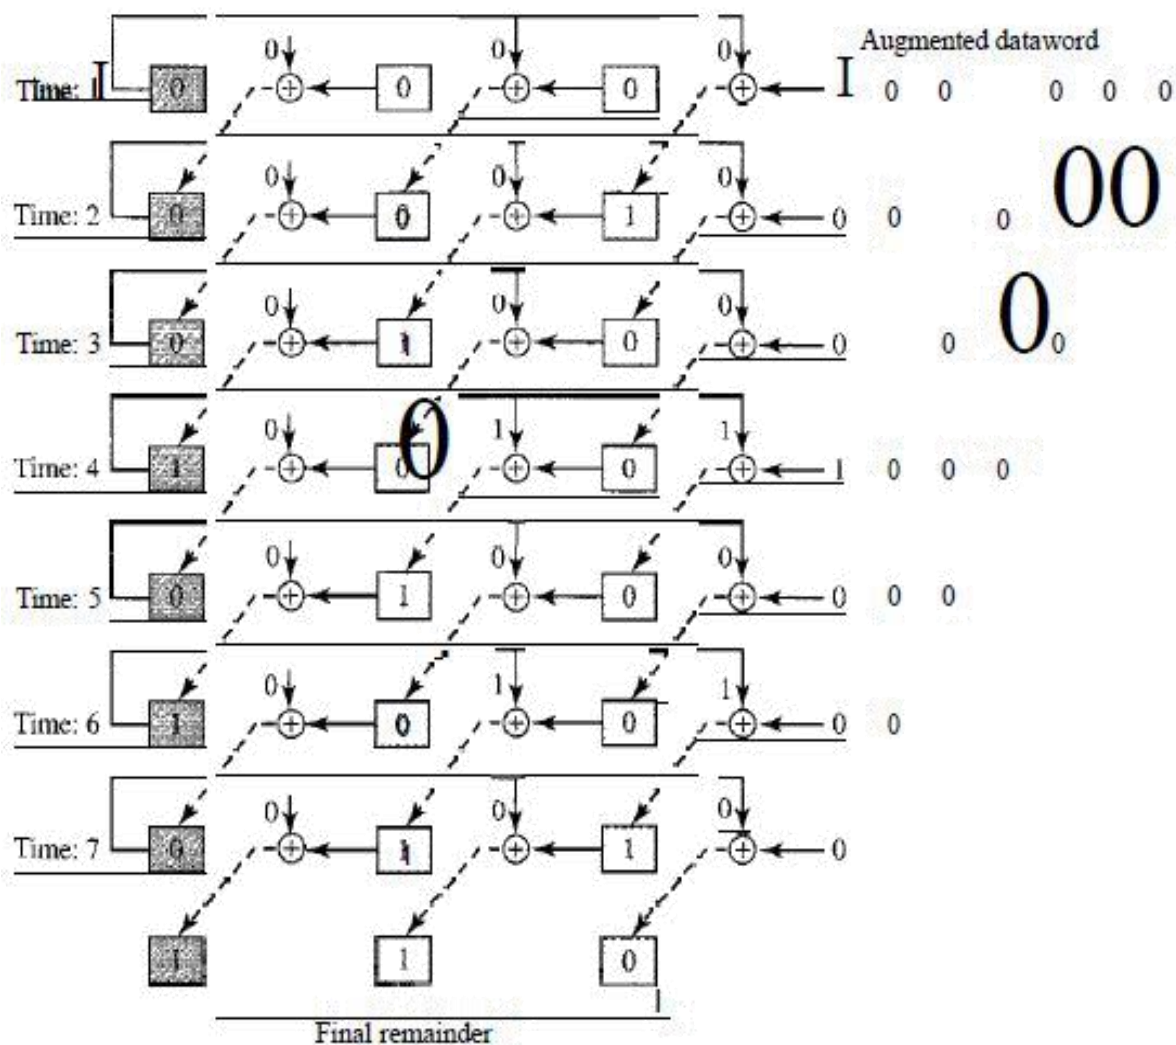 Augmented dataword
0 0 0
Time: 1 0 0 0 1 0 0 0 0 0
0 0 0
Time: 2 0 0 1 0 0 0 00
0 0 0
Time: 3 0 1 0 0 0 0 0
0 1 1
Time: 4 1 0 0 1 0 0 0
0 0 0
Time: 5 0 1 0 0 0 0
0 1 1
Time: 6 1 0 0 0 0
0 0 0
Time: 7 0 1 1 0
1 1 0
Final remainder